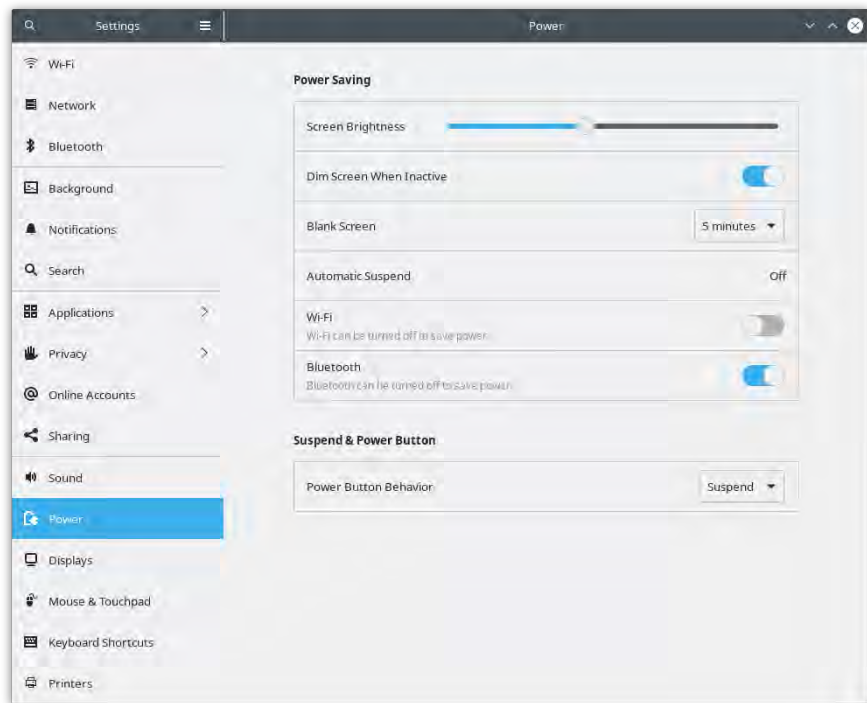 Settings
Power
Wi-Fi
Network
Bluetooth
Background
Notifications
Search
Applications
Privacy
Online Accounts
Sharing
Sound
Power
Displays
Mouse & Touchpad
Keyboard Shortcuts
Printers
Power Saving
Screen Brightness
Dim Screen When Inactive
Blank Screen
5 minutes
Automatic Suspend
Off
Wi-Fi
Wi-Fi can be turned off to save power.
Bluetooth
Bluetooth can be turned off to save power.
Suspend & Power Button
Power Button Behavior
Suspend